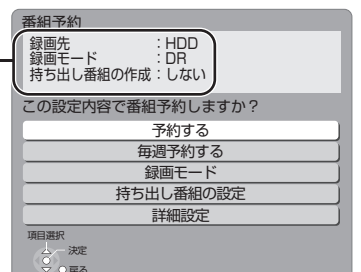 番組予約
録画先　　　　　　：HDD
録画モード　　　　：DR
持ち出し番組の作成：しない
この設定内容で番組予約しますか？
予約する
毎週予約する
録画モード
持ち出し番組の設定
詳細設定
項目選択
決定
戻る